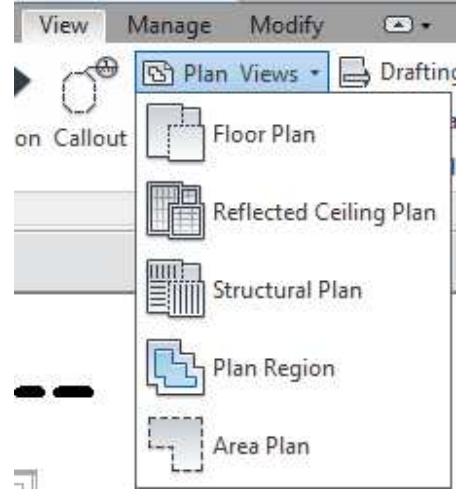 View Manage Modify
Plan Views Drafting
on Callout
Floor Plan
Reflected Ceiling Plan
Structural Plan
Plan Region
Area Plan